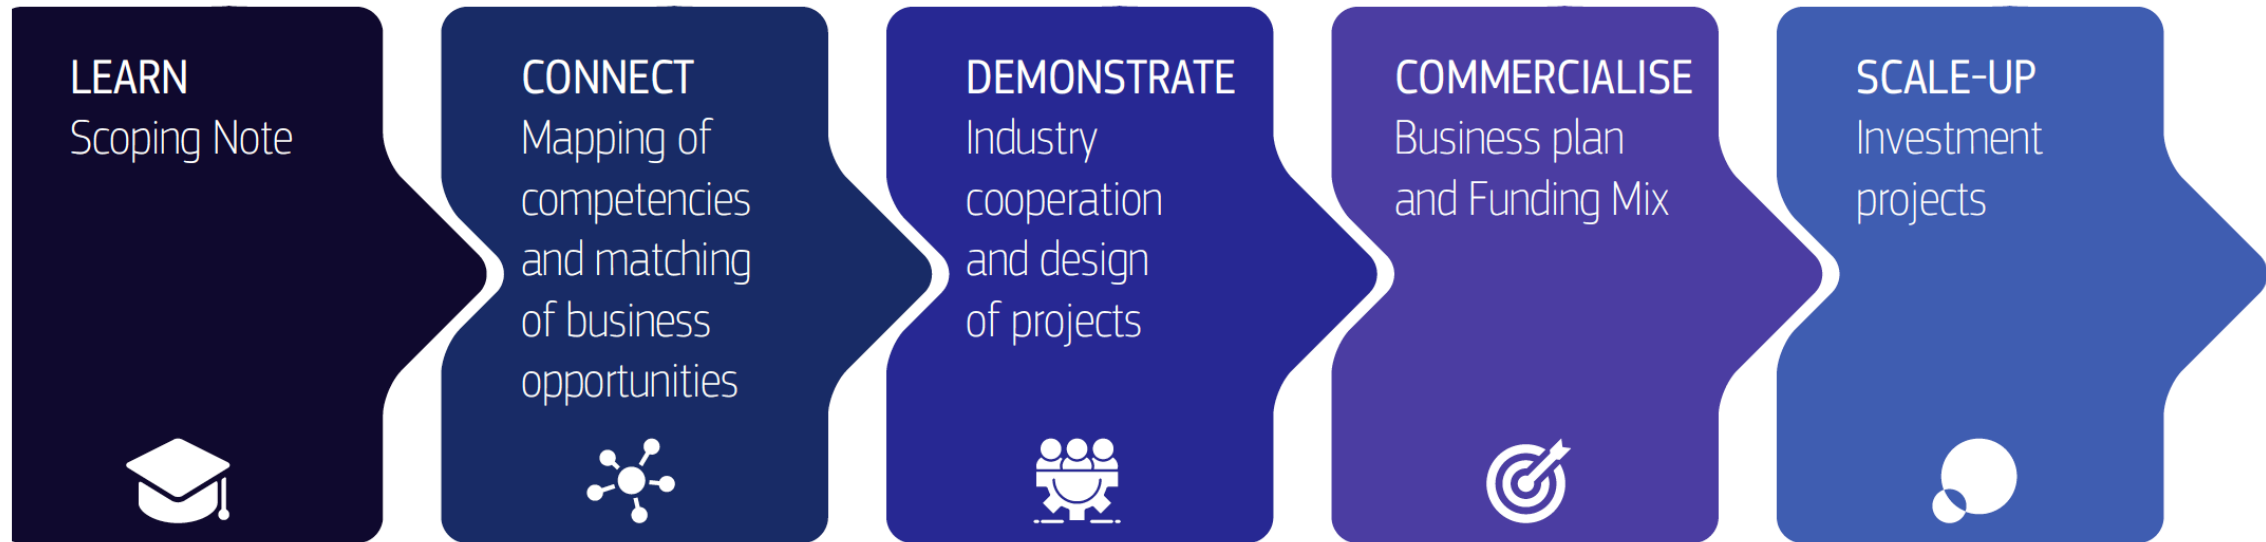 LEARN
Scoping Note
CONNECT
Mapping of
competencies
and matching
of business
opportunities
DEMONSTRATE
Industry
cooperation
and design
of projects
COMMERCIALISE
Business plan
and Funding Mix
SCALE-UP
Investment
projects